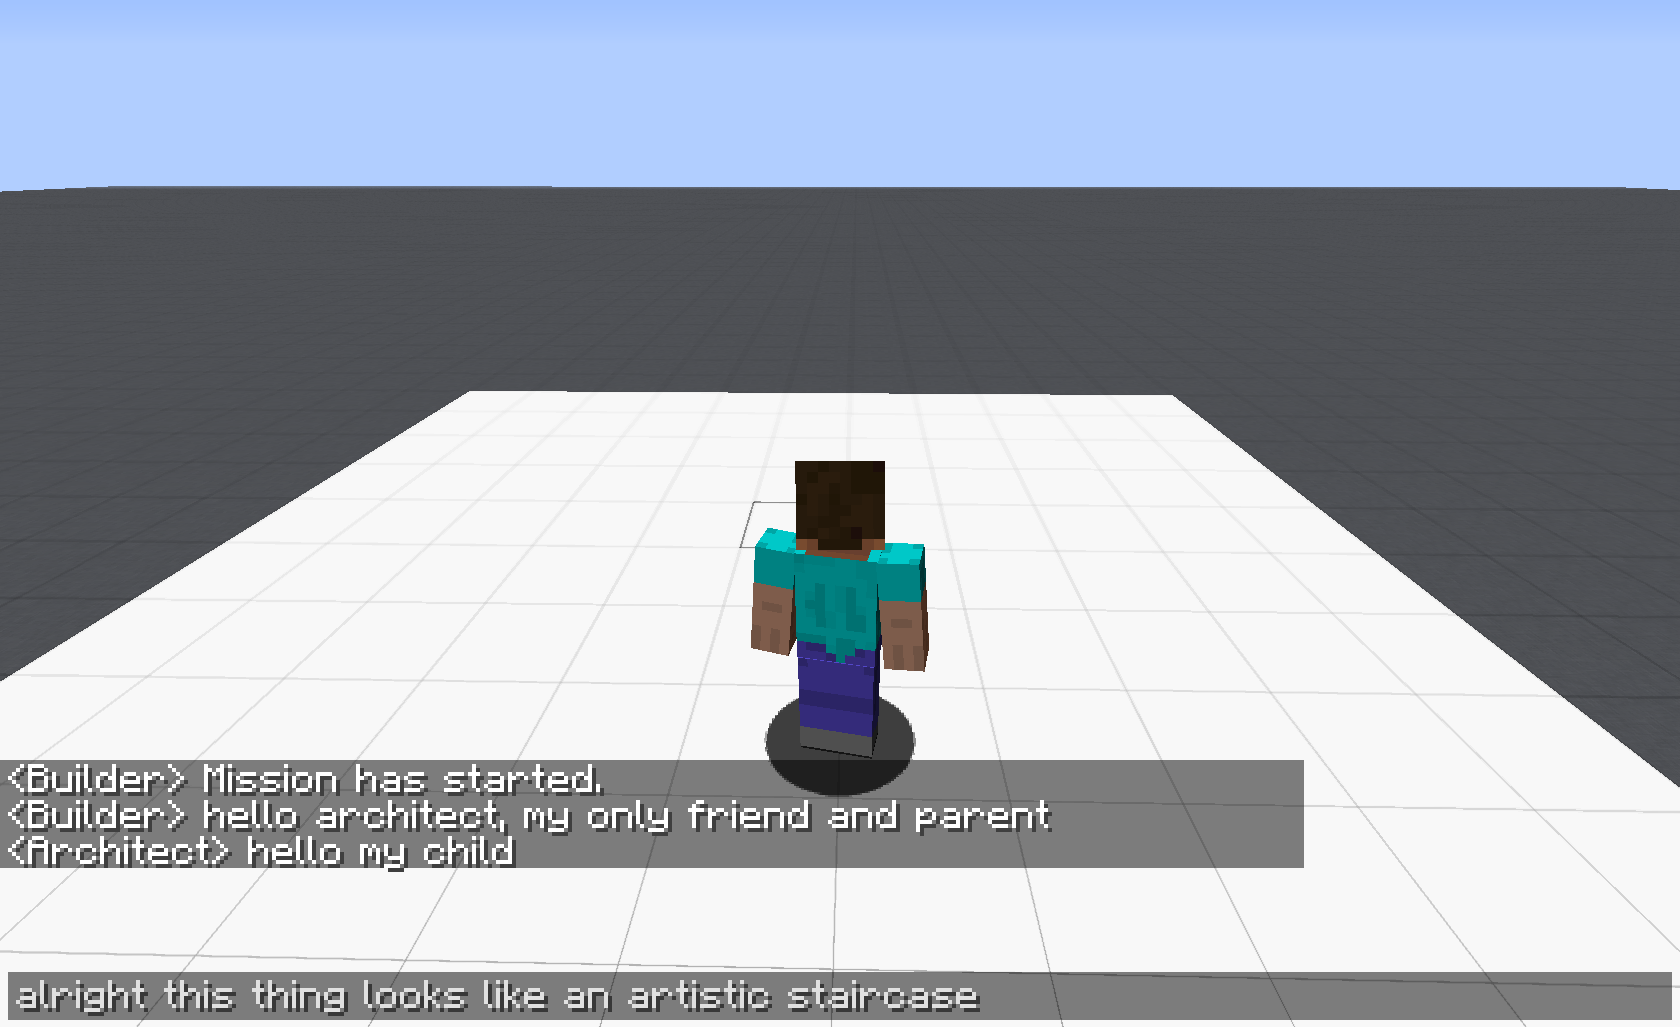 <Builder> Mission has started.
<Builder> hello architect, my only friend and parent
<Architect> hello my child
alright this thing looks like an artistic staircase